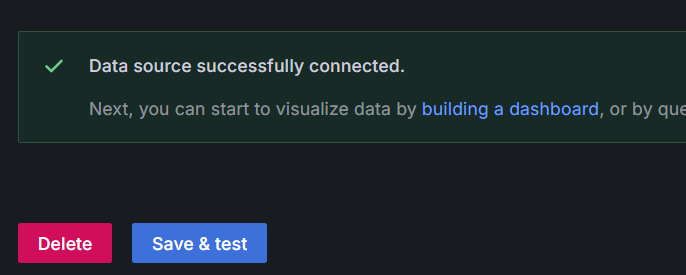 Data source successfully connected.
Next, you can start to visualize data by building a dashboard, or by que
Delete
Save & test